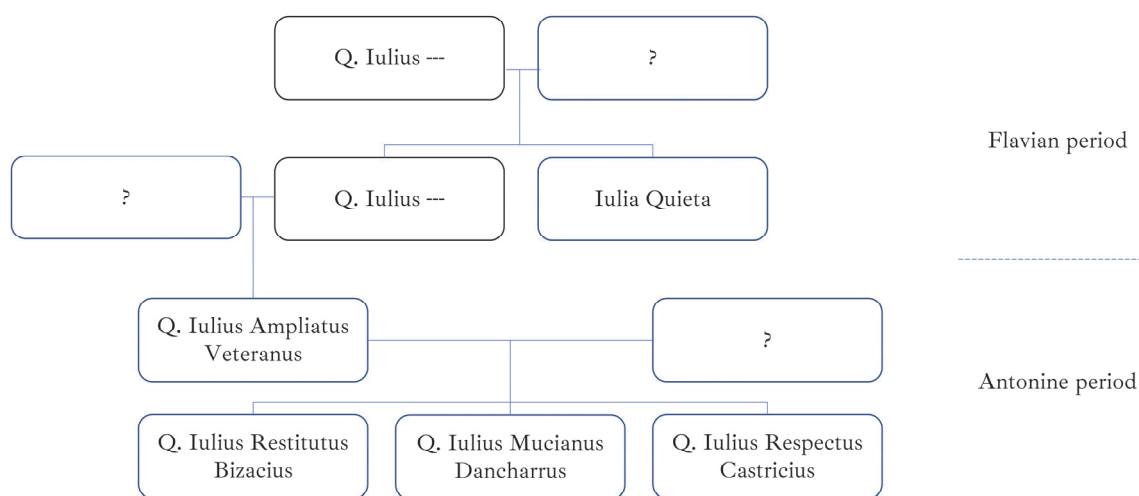 Q. Iulius ---
?
Flavian period
?
Q. Iulius ---
Iulia Quieta
Q. Iulius Ampliatus
Veteranus
?
Antonine period
Q. Iulius Restitutus
Bizacius
Q. Iulius Mucianus
Dancharrus
Q. Iulius Respectus
Castricius